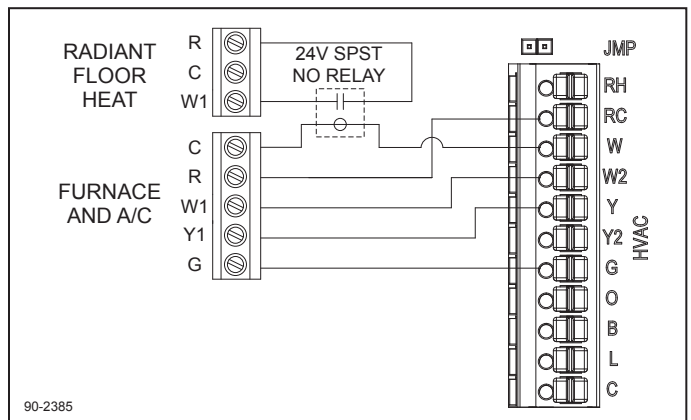 RADIANT
FLOOR
HEAT
R
C
W1
24V SPST
NO RELAY
FURNACE
AND A/C
C
R
W1
Y1
G
JMP
RH
RC
W
W2
Y
Y2
G
O
B
L
C
HVAC
90-2385